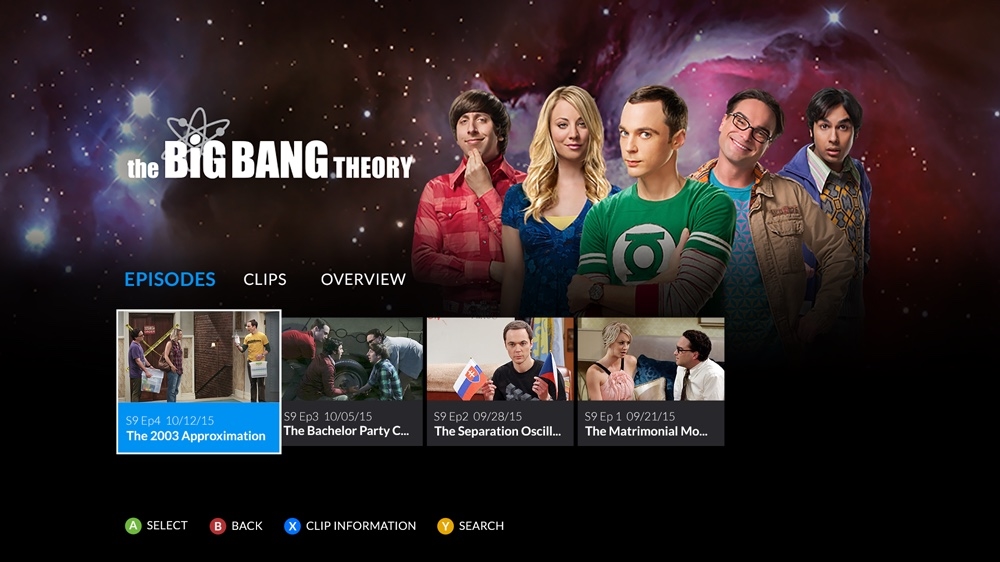 the BIG BANG THEORY
EPISODES CLIPS OVERVIEW
S9 Ep4 10/12/15
The 2003 Approximation
S9 Ep3 10/05/15
The Bachelor Party C...
S9 Ep2 09/28/15
The Separation Oscill...
S9 Ep 1 09/21/15
The Matrimonial Mo...
A SELECT B BACK X CLIP INFORMATION Y SEARCH